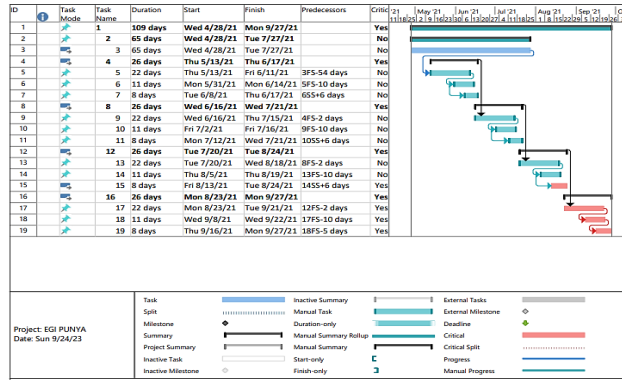 ID Task Mode Task Name Duration Start Finish Predecessors Critic '21 May '21 Jun '21 Jul '21 Aug '21 Sep '21
1 1 109 days Wed 4/28/21 Mon 9/27/21 Yes
2 2 65 days Wed 4/28/21 Tue 7/27/21 No
3 3 65 days Wed 4/28/21 Tue 7/27/21 No
4 4 26 days Thu 5/13/21 Thu 6/17/21 Yes
5 5 22 days Thu 5/13/21 Fri 6/11/21 3FS-54 days No
6 6 11 days Mon 5/31/21 Mon 6/14/21 5FS-10 days No
7 7 8 days Tue 6/8/21 Thu 6/17/21 6SS+6 days No
8 8 26 days Wed 6/16/21 Wed 7/21/21 Yes
9 9 22 days Wed 6/16/21 Thu 7/15/21 4FS-2 days No
10 10 11 days Fri 7/2/21 Fri 7/16/21 9FS-10 days No
11 11 8 days Mon 7/12/21 Wed 7/21/21 10SS+6 days No
12 12 26 days Tue 7/20/21 Tue 8/24/21 Yes
13 13 22 days Tue 7/20/21 Wed 8/18/21 8FS-2 days No
14 14 11 days Thu 8/5/21 Thu 8/19/21 13FS-10 days No
15 15 8 days Fri 8/13/21 Tue 8/24/21 14SS+6 days Yes
16 16 26 days Mon 8/23/21 Mon 9/27/21 Yes
17 17 22 days Mon 8/23/21 Tue 9/21/21 12FS-2 days Yes
18 18 11 days Wed 9/8/21 Wed 9/22/21 17FS-10 days Yes
19 19 8 days Thu 9/16/21 Mon 9/27/21 18FS-5 days Yes
Project: EGI PUNYA
Date: Sun 9/24/23
Task Inactive Summary External Tasks
Split Manual Task External Milestone
Milestone Duration-only Deadline
Summary Manual Summary Rollup Critical
Project Summary Manual Summary Critical Split
Inactive Task Start-only Progress
Inactive Milestone Finish-only Manual Progress